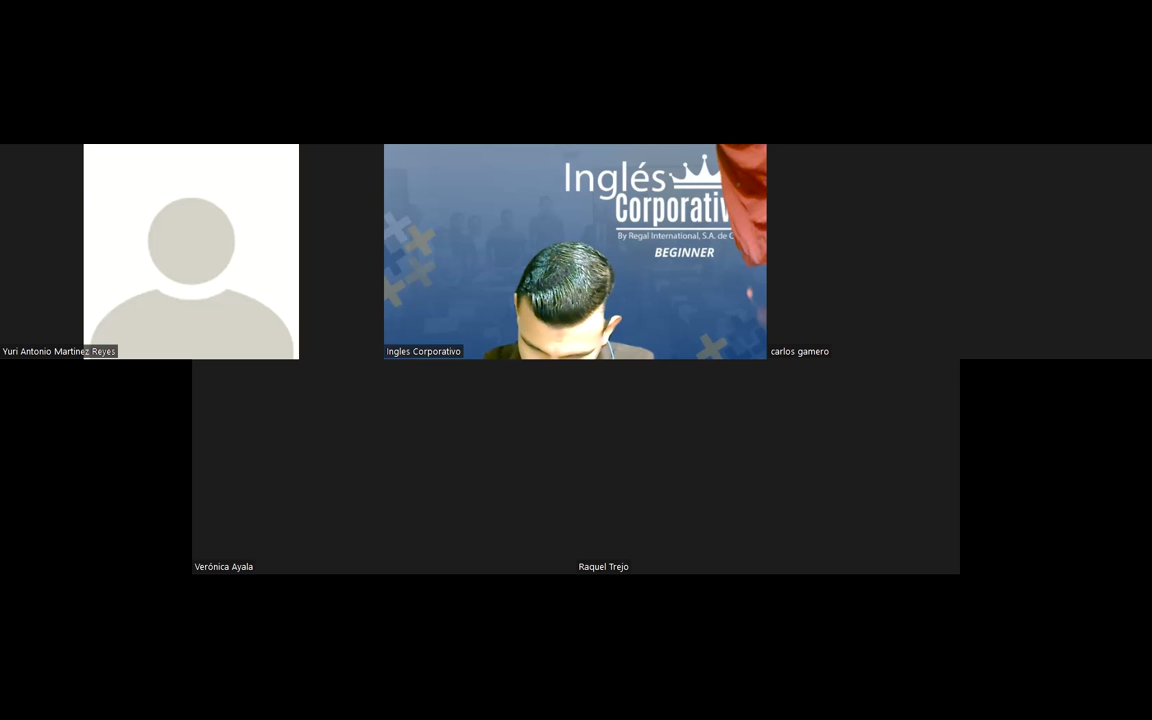 Inglés
Corporativ
By Regal International, S.A. de C
BEGINNER
Yuri Antonio Martinez Reyes
Ingles Corporativo
carlos gamero
Verónica Ayala
Raquel Trejo